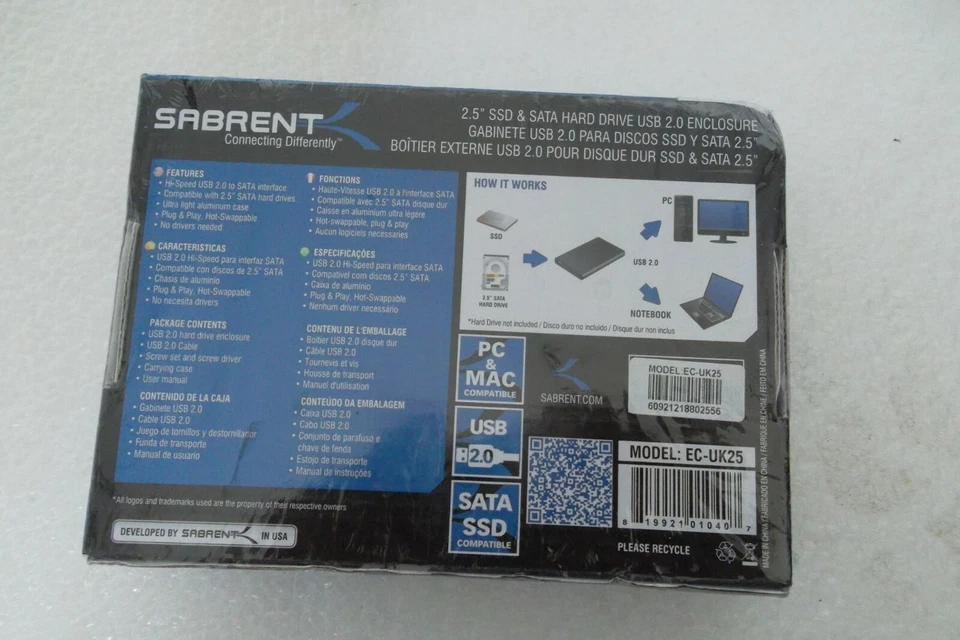 SABRENT
Connecting Differently™
2.5" SSD & SATA HARD DRIVE USB 2.0 ENCLOSURE
GABINETE USB 2.0 PARA DISCOS SSD Y SATA 2.5"
BOÎTIER EXTERNE USB 2.0 POUR DISQUE DUR SSD & SATA 2.5"
FEATURES
• Hi-Speed USB 2.0 to SATA interface
• Compatible with 2.5" SATA hard drives
• Ultra light aluminum case
• Plug & Play, Hot-Swappable
• No drivers needed
FONCTIONS
• Haute-Vitesse USB 2.0 à l'interface SATA
• Compatible avec 2.5" SATA disque dur
• Caisse en aluminium ultra légère
• Hot-swappable, plug & play
• Aucun logiciels necessaries
CARACTERISTICAS
• USB 2.0 Hi-Speed para interfaz SATA
• Compatible con discos de 2.5" SATA
• Chasis de aluminio
• Plug & Play, Hot-Swappable
• No necesita drivers
ESPECIFICAÇÕES
• USB 2.0 Hi-Speed para interface SATA
• Compativel com discos 2.5" SATA
• Caixa de alumínio
• Plug & Play, Hot-Swappable
• Nenhum driver necessário
PACKAGE CONTENTS
• USB 2.0 hard drive enclosure
• USB 2.0 Cable
• Screw set and screw driver
• Carrying case
• User manual
CONTENU DE L'EMBALLAGE
• Boîtier USB 2.0 disque dur
• Câble USB 2.0
• Tournevis et vis
• Housse de transport
• Manuel d'utilisation
CONTENIDO DE LA CAJA
• Gabinete USB 2.0
• Cable USB 2.0
• Juego de tornillos y destornillador
• Funda de transporte
• Manual de usuario
CONTEÚDO DA EMBALAGEM
• Caixa USB 2.0
• Cabo USB 2.0
• Conjunto de parafuso e
chave de fenda
• Estojo de transporte
• Manual de instruções
*All logos and trademarks used are the property of their respective owners
DEVELOPED BY SABRENT IN USA
HOW IT WORKS
SSD
2.5" SATA
HARD DRIVE
USB 2.0
PC
NOTEBOOK
*Hard Drive not included / Disco duro no incluido / Disque dur non inclus
PC
&
MAC
COMPATIBLE
USB
2.0
SATA
SSD
COMPATIBLE
SABRENT.COM
MODEL:EC-UK25
60921218802556
MODEL: EC-UK25
8 19921 01040 7
PLEASE RECYCLE
MADE IN CHINA / FABRICADO EN CHINA / FABRIQUE EN CHINE / FEITO EM CHINA